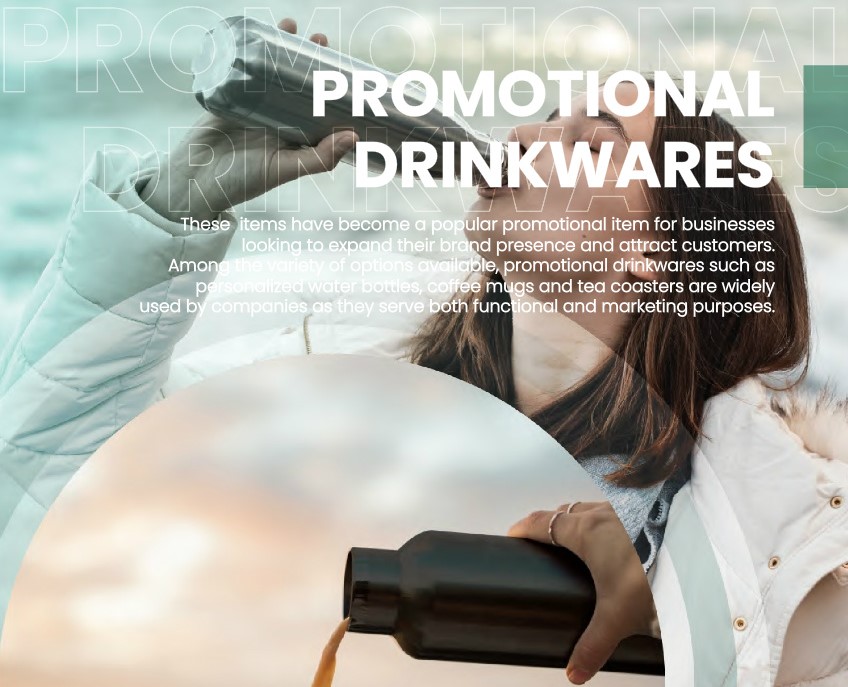 PROMOTIONAL
DRINKWARES
PROMOTIONAL
DRINKWARES
These  items have become a popular promotional item for businesses
looking to expand their brand presence and attract customers.
Among the variety of options available, promotional drinkwares such as
personalized water bottles, coffee mugs and tea coasters are widely
used by companies as they serve both functional and marketing purposes.